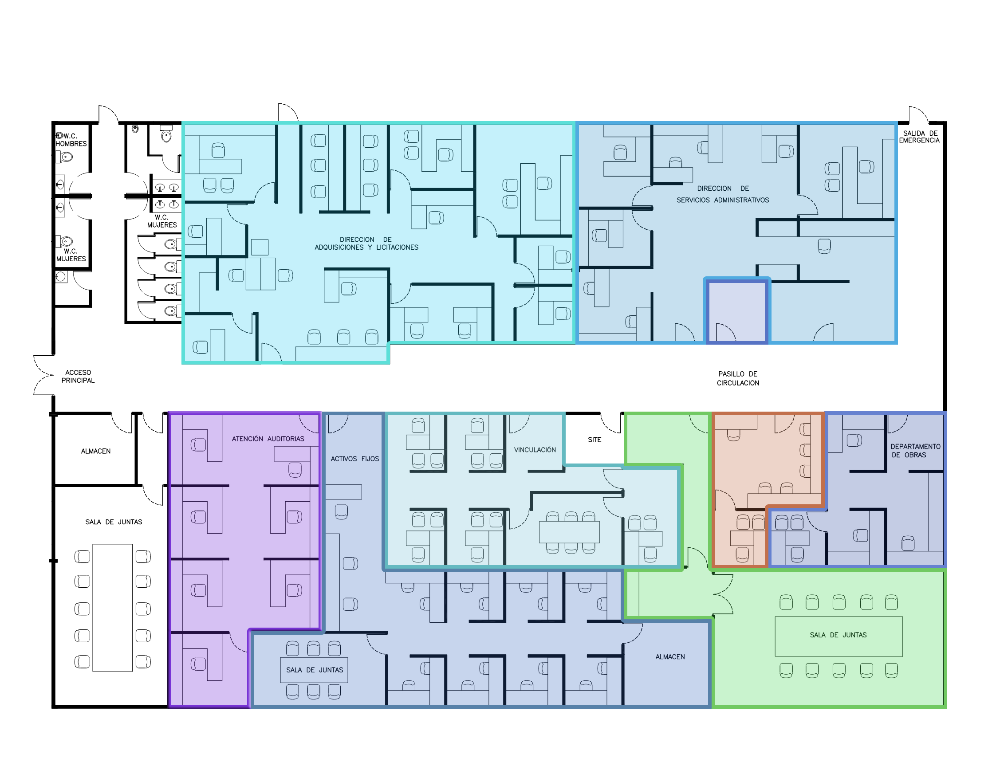 W.C.
HOMBRES
SALIDA DE
EMERGENCIA
DIRECCION DE
SERVICIOS ADMINISTRATIVOS
W.C.
MUJERES
DIRECCION DE
ADQUISICIONES Y LICITACIONES
W.C.
MUJERES
ACCESO
PRINCIPAL
PASILLO DE
CIRCULACION
ATENCIÓN AUDITORIAS
SITE
ALMACEN
VINCULACIÓN
DEPARTAMENTO
DE OBRAS
ACTIVOS FIJOS
SALA DE JUNTAS
SALA DE JUNTAS
ALMACEN
SALA DE JUNTAS